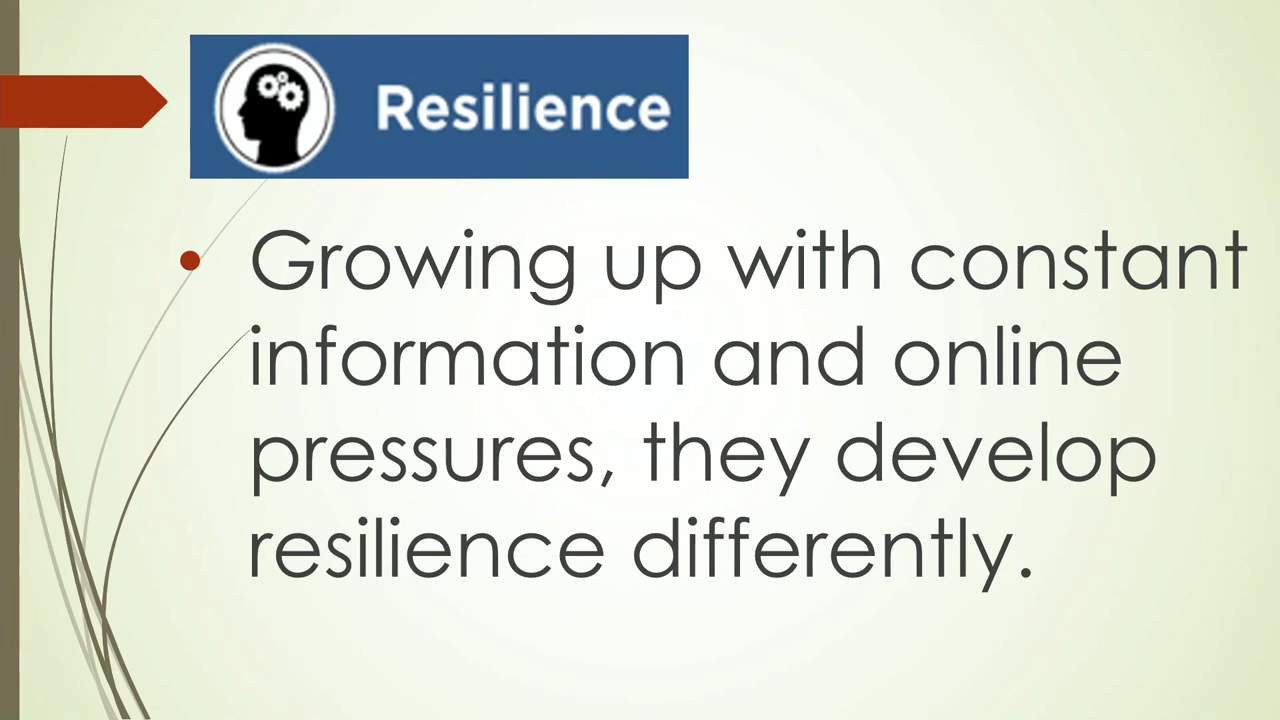 Resilience
• Growing up with constant
information and online
pressures, they develop
resilience differently.